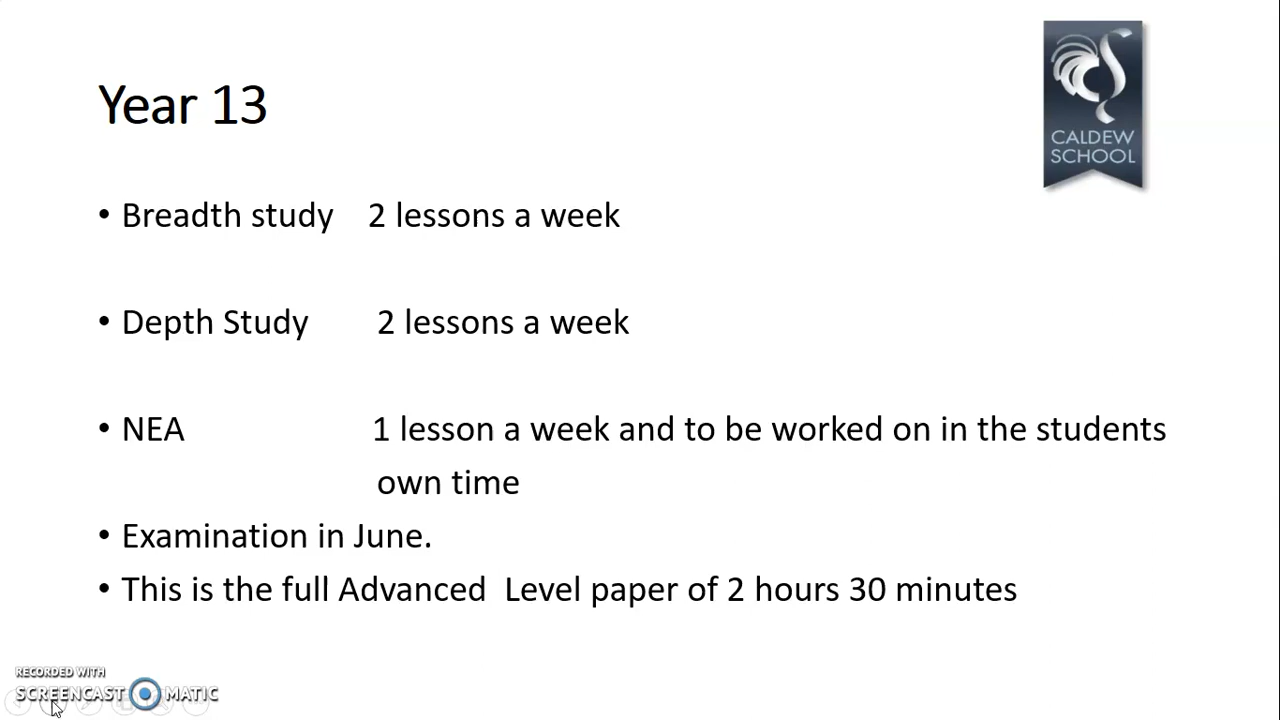 Year 13
CALDEW
SCHOOL
• Breadth study 2 lessons a week
• Depth Study 2 lessons a week
• NEA 1 lesson a week and to be worked on in the students
own time
• Examination in June.
• This is the full Advanced Level paper of 2 hours 30 minutes
RECORDED WITH
SCREENCAST MATIC